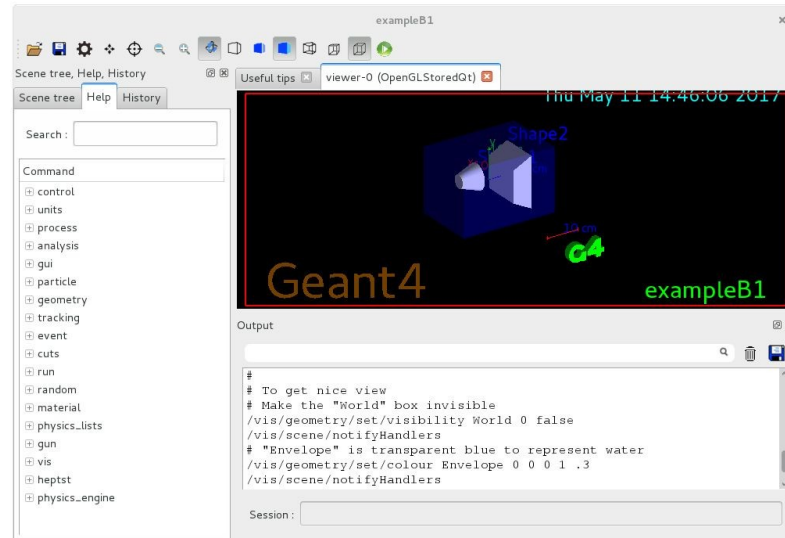 exampleB1
Scene tree, Help, History
Useful tips
viewer-0 (OpenGLStoredQt)
Scene tree
Help
History
Search :
Command
control
units
process
analysis
gui
particle
geometry
tracking
event
cuts
run
random
material
physics_lists
gun
vis
heptst
physics_engine
Thu May 11 14:46:06 2017
Shape2
y
10 cm
G4
Geant4
exampleB1
Output
#
# To get nice view
# Make the "World" box invisible
/vis/geometry/set/visibility World 0 false
/vis/scene/notifyHandlers
# "Envelope" is transparent blue to represent water
/vis/geometry/set/colour Envelope 0 0 0 1 .3
/vis/scene/notifyHandlers
Session :